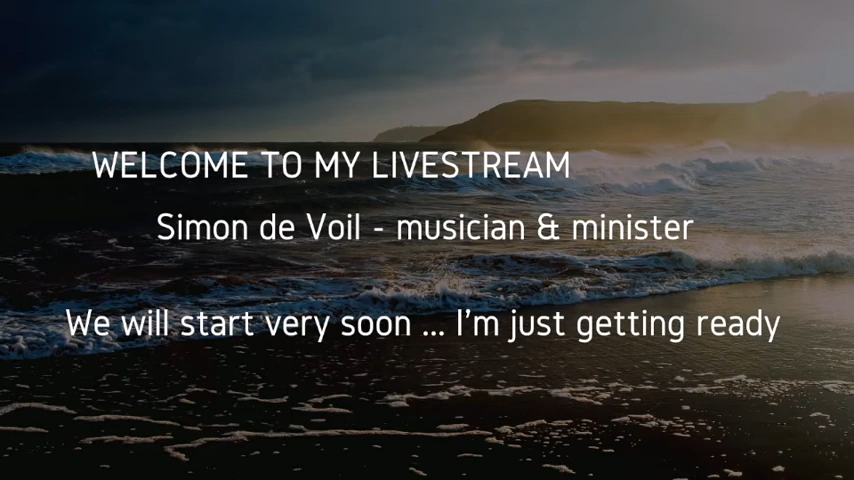 WELCOME TO MY LIVESTREAM
Simon de Voil - musician & minister
We will start very soon ... I'm just getting ready